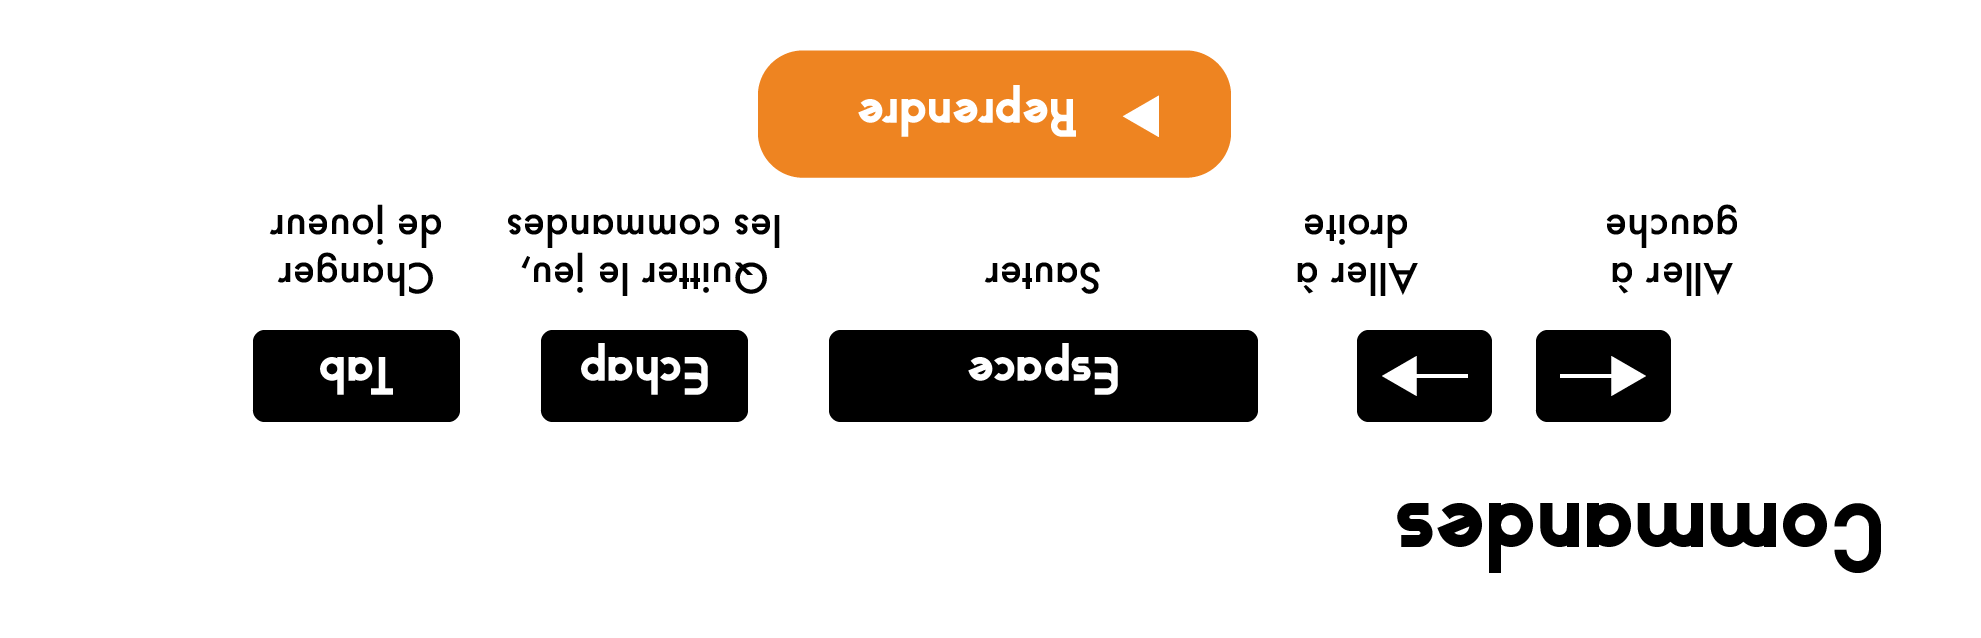 Commandes
Espace
Echap
Tab
Aller à
gauche
Aller à
droite
Sauter
Quitter le jeu,
les commandes
Changer
de joueur
Reprendre